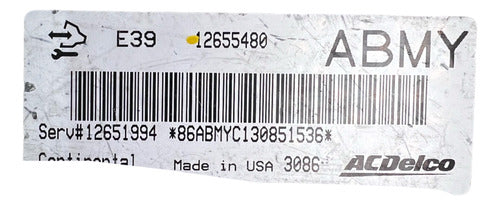 E39 12655480 ABMY
Serv#12651994 *86ABMYC130851536*
Continental Made in USA 3086 ACDelco